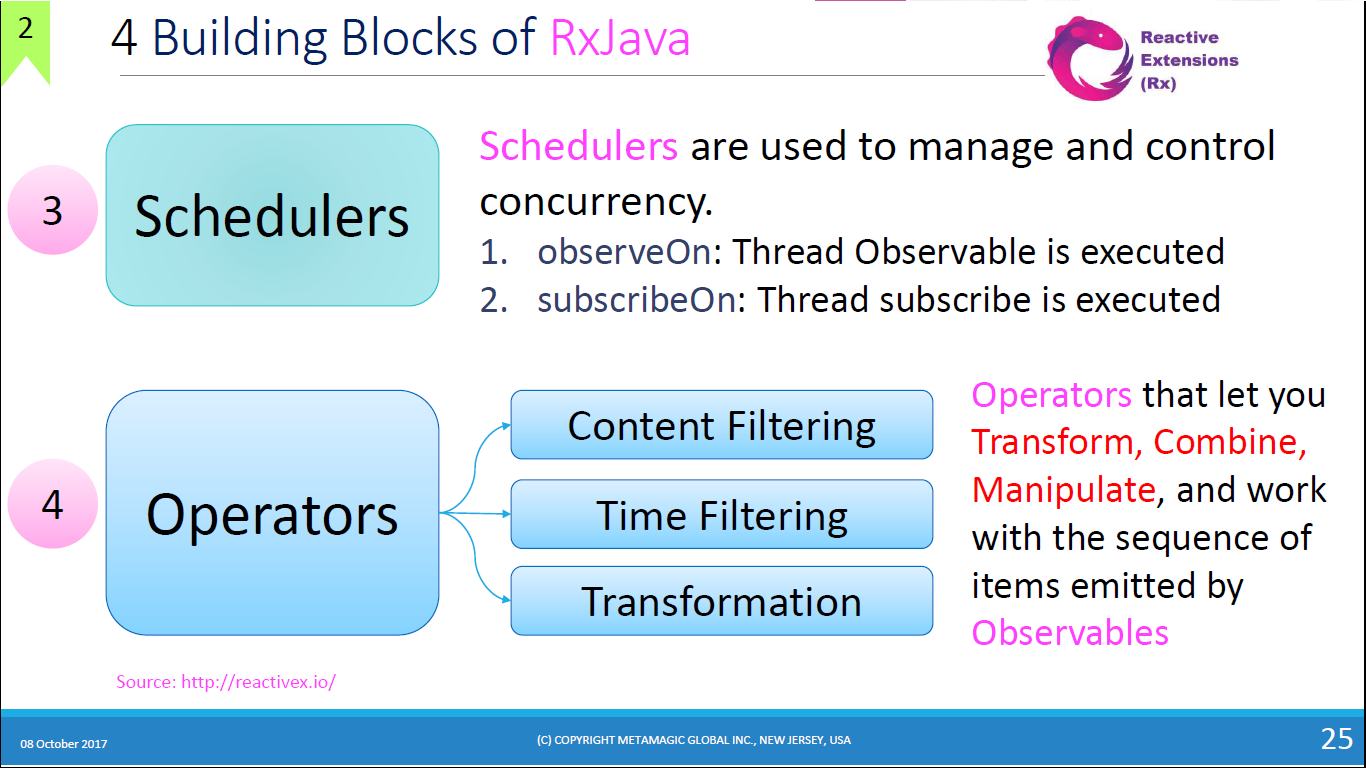 2
4 Building Blocks of RxJava
Reactive
Extensions
(Rx)
3
Schedulers
Schedulers are used to manage and control
concurrency.
1. observeOn: Thread Observable is executed
2. subscribeOn: Thread subscribe is executed
4
Operators
Content Filtering
Time Filtering
Transformation
Operators that let you
Transform, Combine,
Manipulate, and work
with the sequence of
items emitted by
Observables
Source: http://reactivex.io/
08 October 2017
(C) COPYRIGHT METAMAGIC GLOBAL INC., NEW JERSEY, USA
25